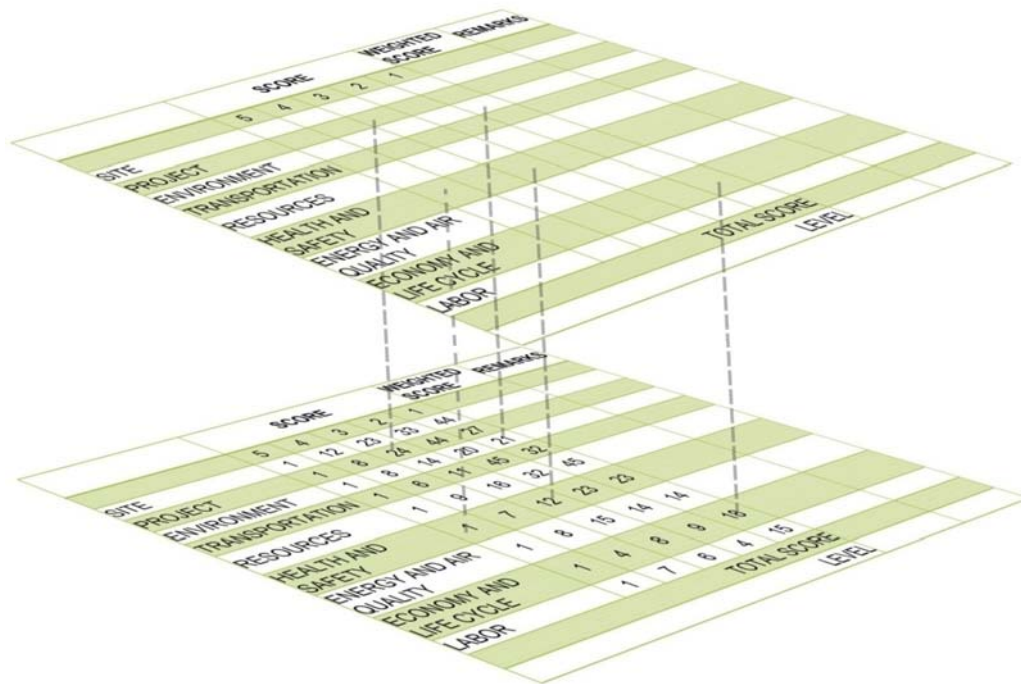 SCORE WEIGHTED SCORE REMARKS
5 4 3 2 1
SITE
PROJECT
ENVIRONMENT
TRANSPORTATION
RESOURCES
HEALTH AND
SAFETY
ENERGY AND AIR
QUALITY
ECONOMY AND
LIFE CYCLE
LABOR
TOTAL SCORE
LEVEL
SCORE WEIGHTED SCORE REMARKS
5 4 3 2 1
SITE 1 12 23 33 44
PROJECT 1 8 24 44 27
ENVIRONMENT 1 8 14 20 21
TRANSPORTATION 1 6 11 45 32
RESOURCES 1 9 16 32 45
HEALTH AND
SAFETY 1 7 12 23 23
ENERGY AND AIR
QUALITY 1 8 15 14 14
ECONOMY AND
LIFE CYCLE 1 4 8 9 18
LABOR 1 7 6 4 15
TOTAL SCORE
LEVEL